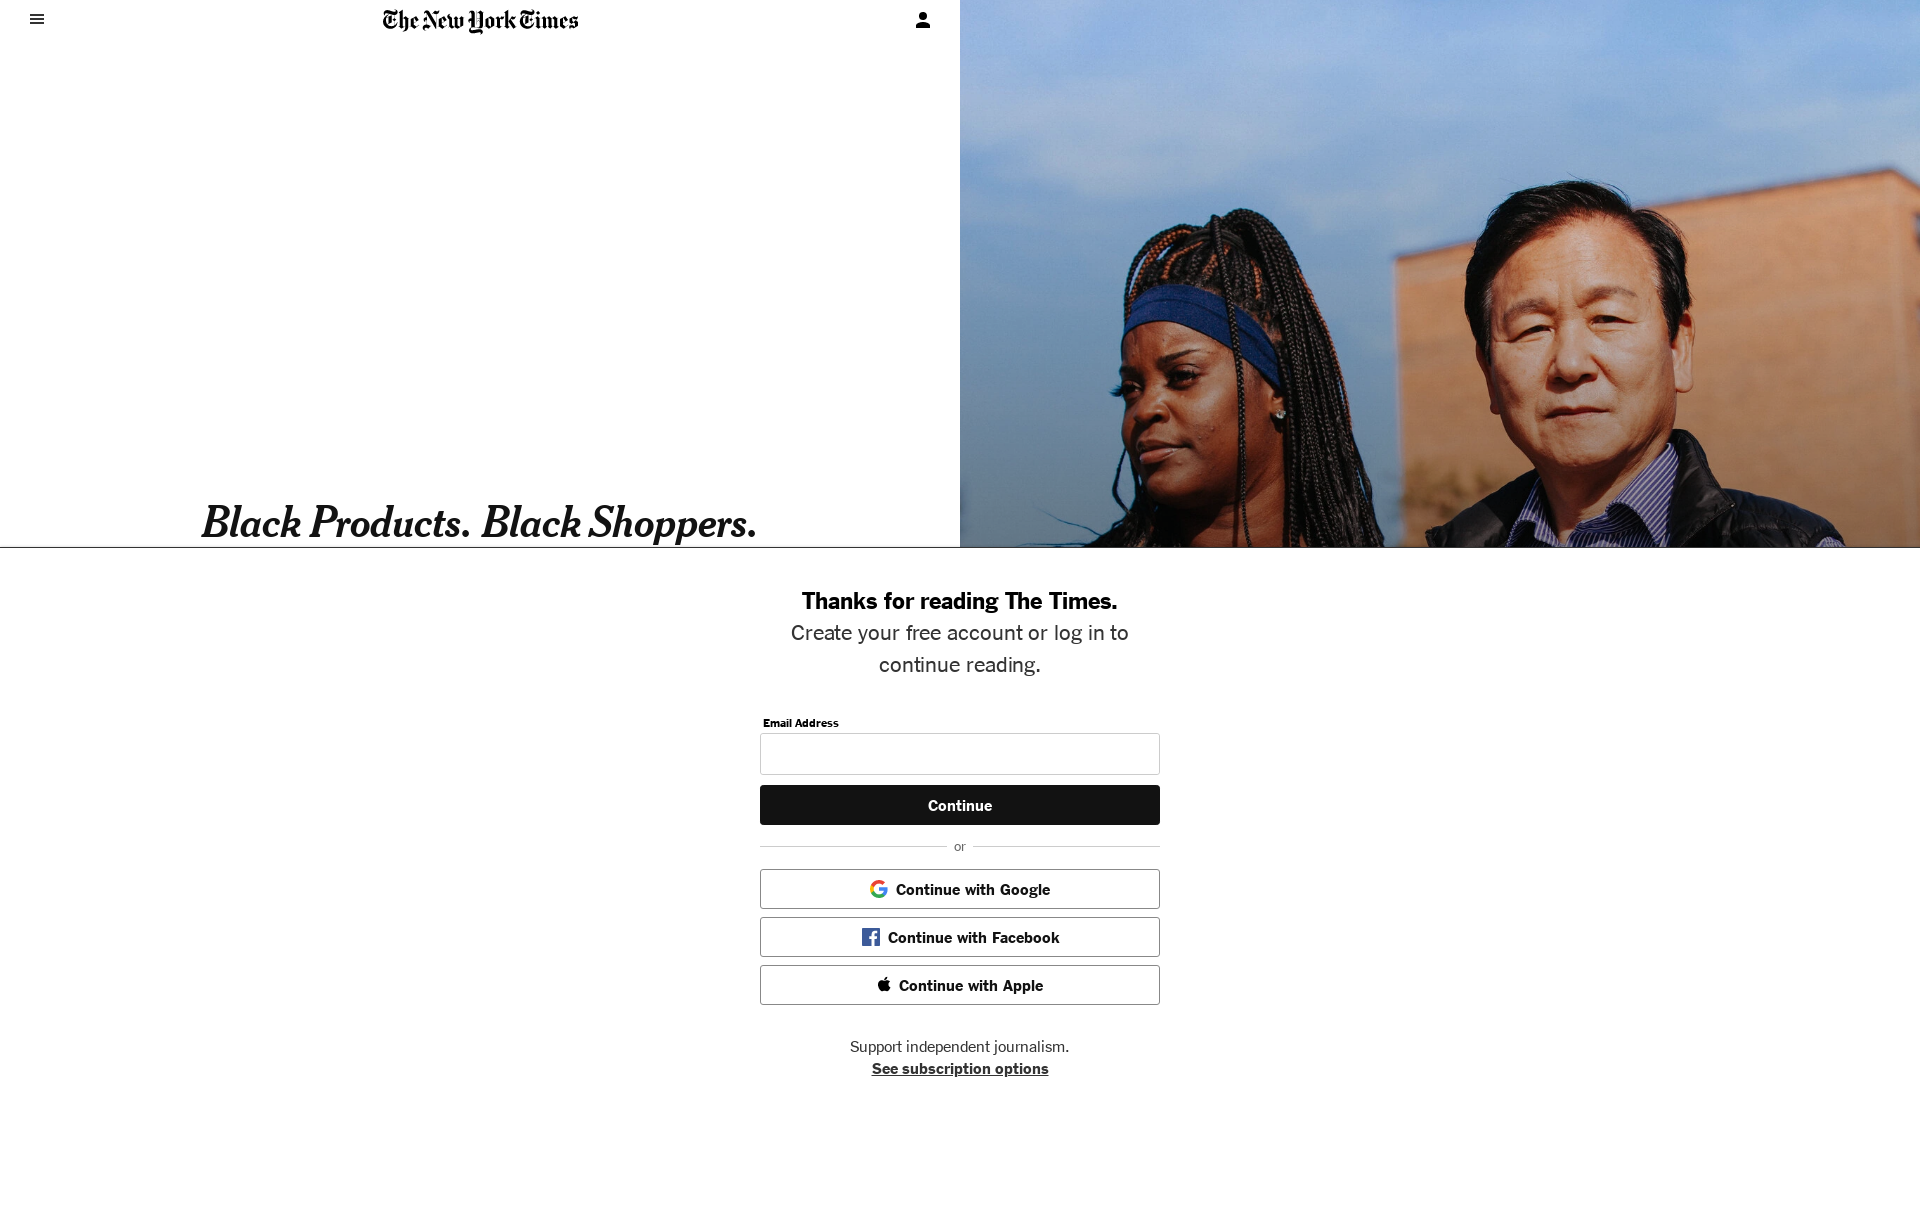 The New York Times
Black Products. Black Shoppers.
Thanks for reading The Times.
Create your free account or log in to
continue reading.
Email Address
Continue
or
Continue with Google
Continue with Facebook
Continue with Apple
Support independent journalism.
See subscription options